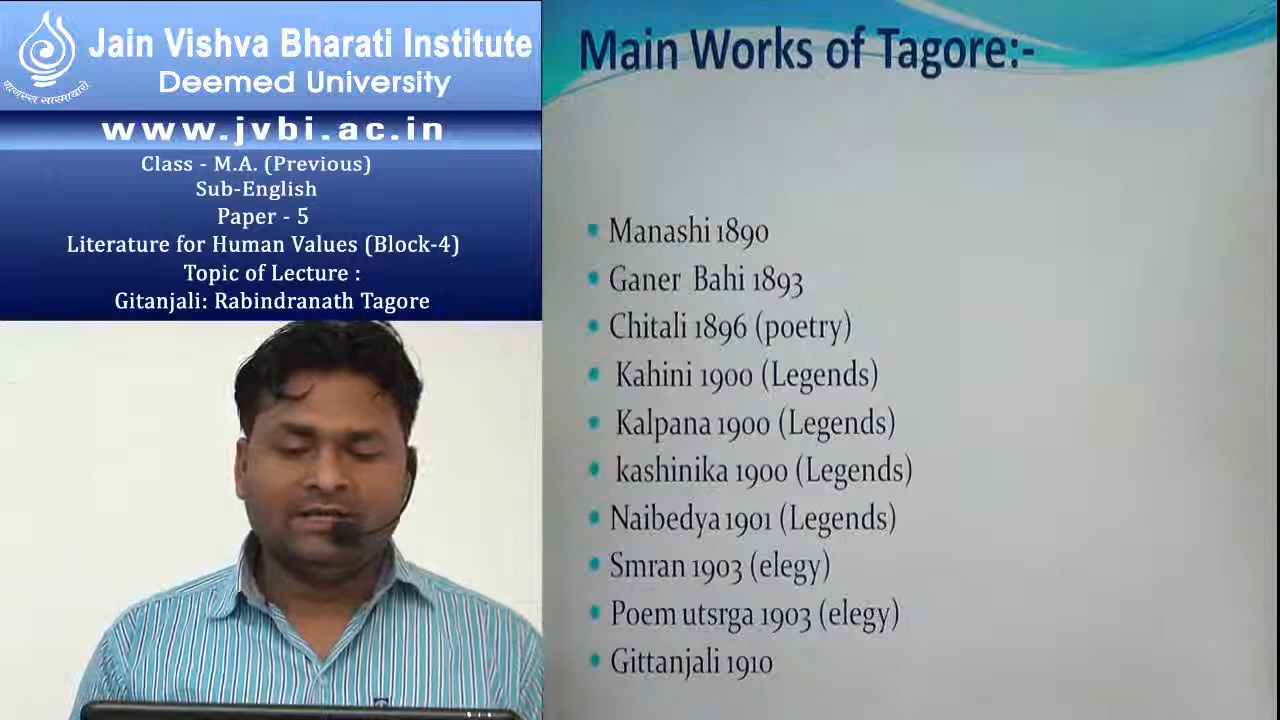 Jain Vishva Bharati Institute
Deemed University
www.jvbi.ac.in
Class - M.A. (Previous)
Sub-English
Paper - 5
Literature for Human Values (Block-4)
Topic of Lecture :
Gitanjali: Rabindranath Tagore
Main Works of Tagore:-
• Manashi 1890
• Ganer Bahi 1893
• Chitali 1896 (poetry)
• Kahini 1900 (Legends)
• Kalpana 1900 (Legends)
• kashinika 1900 (Legends)
• Naibedya 1901 (Legends)
• Smran 1903 (elegy)
• Poem utsrga 1903 (elegy)
• Gittanjali 1910